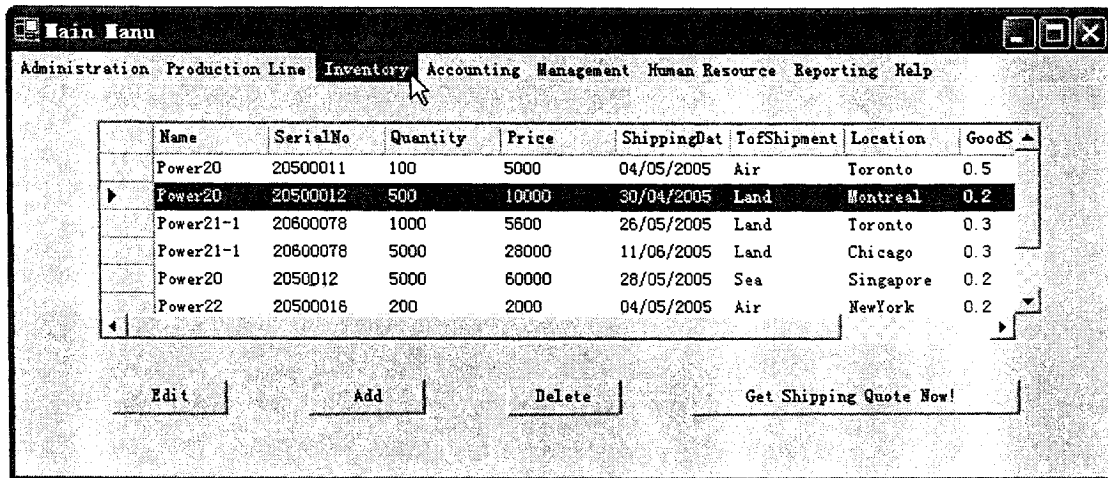 Main Manu
Administration Production Line Inventory Accounting Management Human Resource Reporting Help
Name SerialNo Quantity Price ShippingDat TofShipment Location GoodS
Power20 20500011 100 5000 04/05/2005 Air Toronto 0.5
Power20 20500012 500 10000 30/04/2005 Land Montreal 0.2
Power21-1 20600078 1000 5600 26/05/2005 Land Toronto 0.3
Power21-1 20600078 5000 28000 11/06/2005 Land Chicago 0.3
Power20 2050012 5000 60000 28/05/2005 Sea Singapore 0.2
Power22 20500016 200 2000 04/05/2005 Air NewYork 0.2
Edit Add Delete Get Shipping Quote Now!